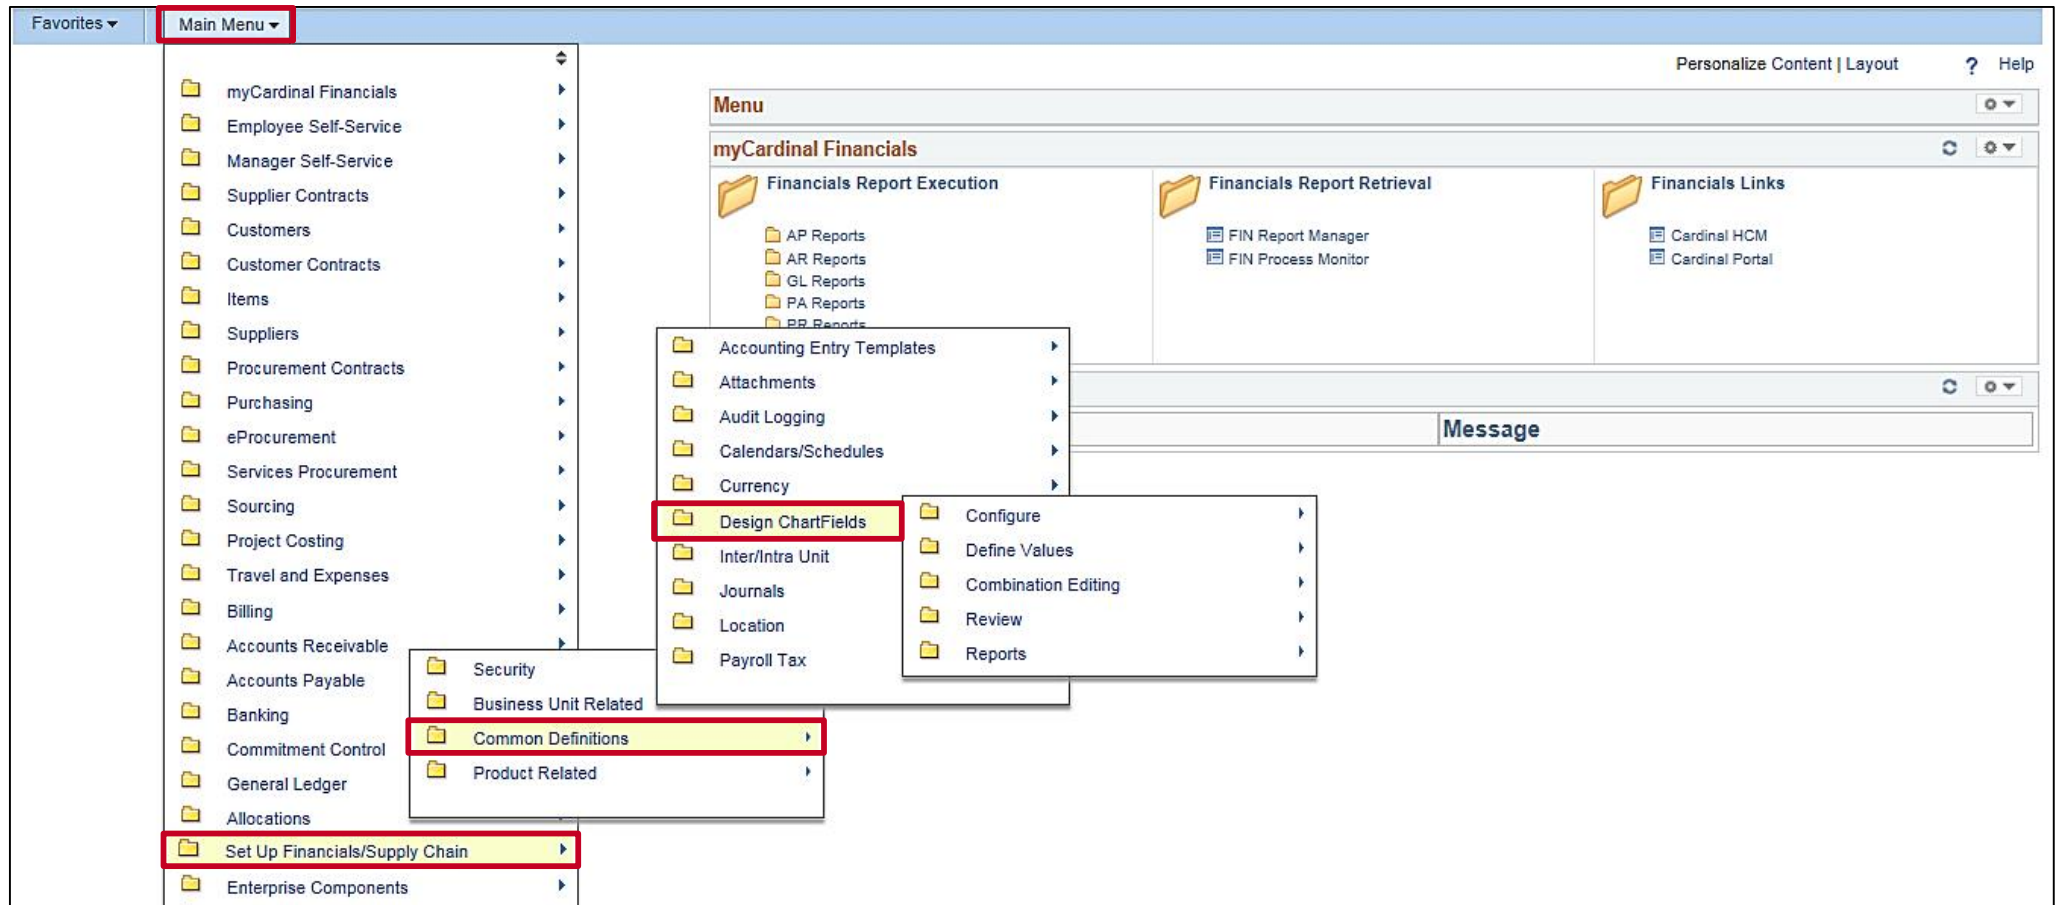 Favorites
Main Menu
Personalize Content | Layout
? Help
myCardinal Financials
Employee Self-Service
Manager Self-Service
Supplier Contracts
Customers
Customer Contracts
Items
Suppliers
Procurement Contracts
Purchasing
eProcurement
Services Procurement
Sourcing
Project Costing
Travel and Expenses
Billing
Accounts Receivable
Accounts Payable
Banking
Commitment Control
General Ledger
Allocations
Set Up Financials/Supply Chain
Enterprise Components
Security
Business Unit Related
Common Definitions
Product Related
Accounting Entry Templates
Attachments
Audit Logging
Calendars/Schedules
Currency
Design ChartFields
Inter/Intra Unit
Journals
Location
Payroll Tax
Configure
Define Values
Combination Editing
Review
Reports
Menu
myCardinal Financials
Financials Report Execution
AP Reports
AR Reports
GL Reports
PA Reports
PR Reports
Financials Report Retrieval
FIN Report Manager
FIN Process Monitor
Financials Links
Cardinal HCM
Cardinal Portal
Message